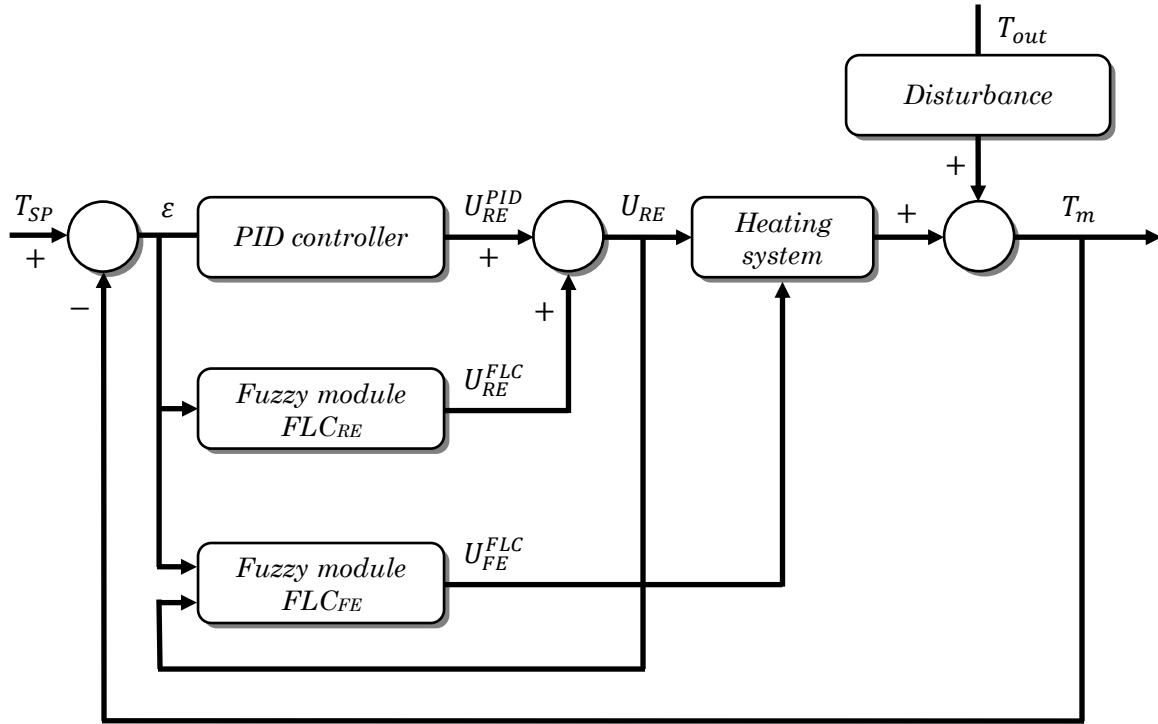 T_out
Disturbance
+
T_SP
+
−
ε
PID controller
U_RE^PID
+
+
U_RE
Heating
system
+
T_m
Fuzzy module
FLC_RE
U_RE^FLC
Fuzzy module
FLC_FE
U_FE^FLC